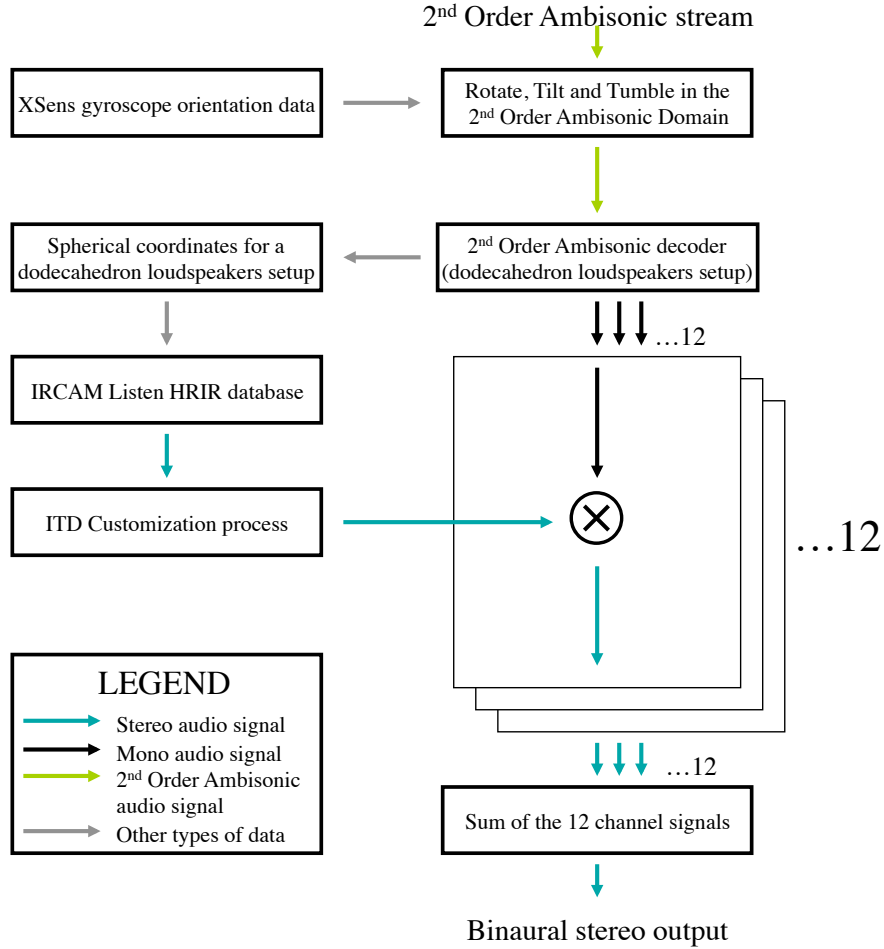 2nd Order Ambisonic stream
XSens gyroscope orientation data
Rotate, Tilt and Tumble in the
2nd Order Ambisonic Domain
Spherical coordinates for a
dodecahedron loudspeakers setup
2nd Order Ambisonic decoder
(dodecahedron loudspeakers setup)
…12
IRCAM Listen HRIR database
ITD Customization process
…12
LEGEND
Stereo audio signal
Mono audio signal
2nd Order Ambisonic
audio signal
Other types of data
…12
Sum of the 12 channel signals
Binaural stereo output